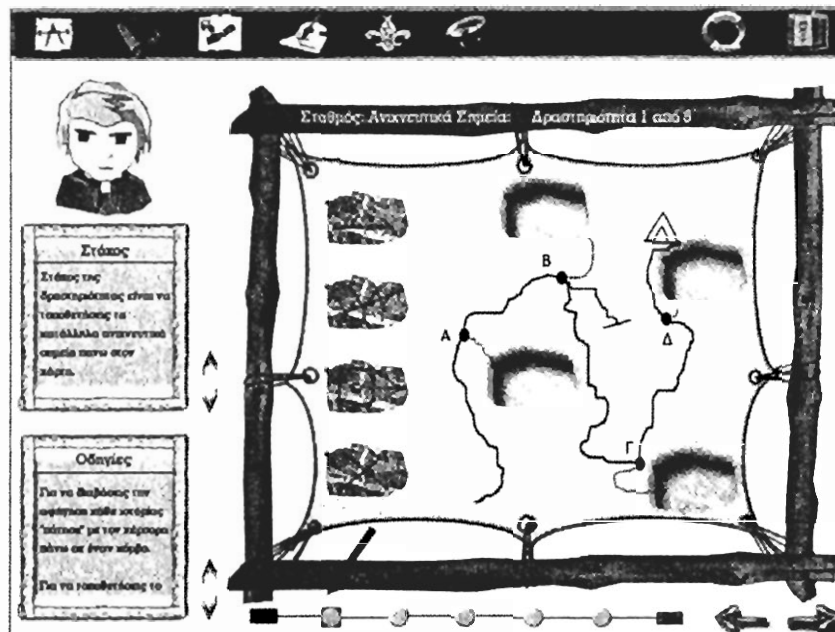 Σταθμός: Ανιχνευτικά Σημεία: Δραστηριότητα 1 από 8
Στόχος
Στόχος της
δραστηριότητας είναι να
τοποθετήσεις τα
κατάλληλα ανιχνευτικά
σημεία πάνω στον
χάρτη.
Οδηγίες
Για να διαβάσεις την
αφήγηση κάθε ιστορίας
"πάτησε" με τον κέρσορα
πάνω σε έναν κόμβο.
Για να τοποθετήσεις το
Α
Β
Γ
Δ